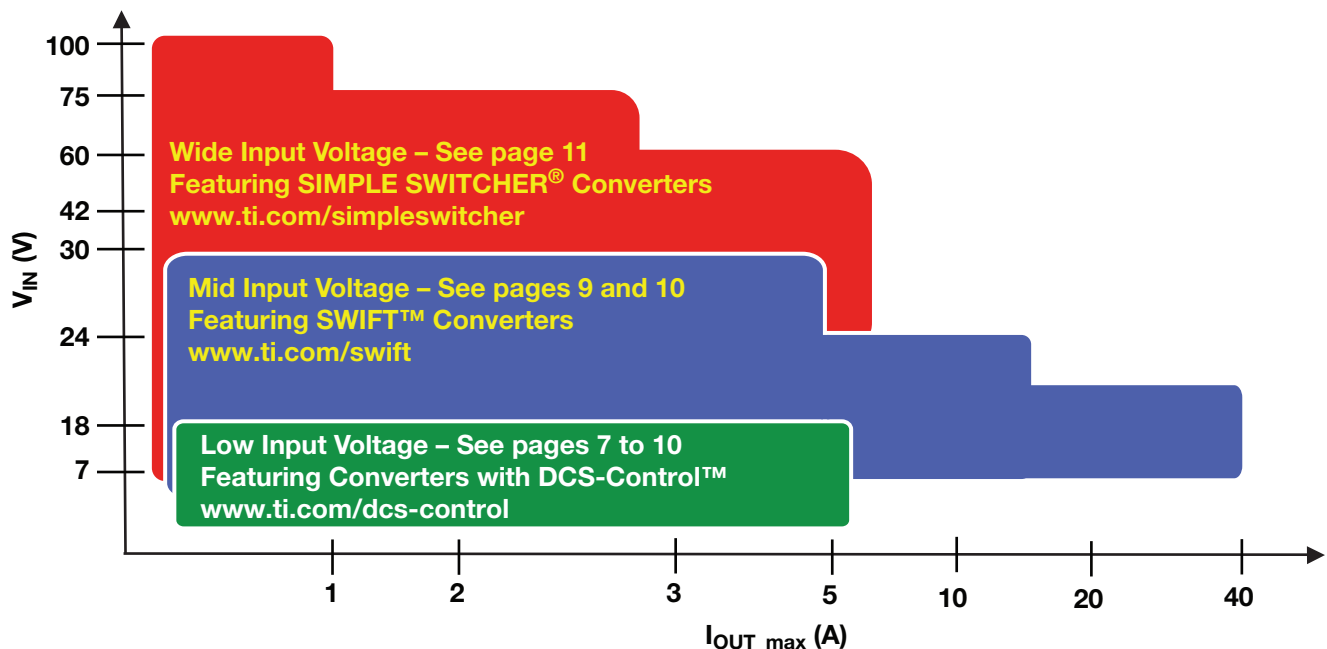 100
75
60
42
30
24
18
7
V_IN (V)
Wide Input Voltage – See page 11
Featuring SIMPLE SWITCHER® Converters
www.ti.com/simpleswitcher
Mid Input Voltage – See pages 9 and 10
Featuring SWIFT™ Converters
www.ti.com/swift
Low Input Voltage – See pages 7 to 10
Featuring Converters with DCS-Control™
www.ti.com/dcs-control
1 2 3 5 10 20 40
I_OUT max (A)